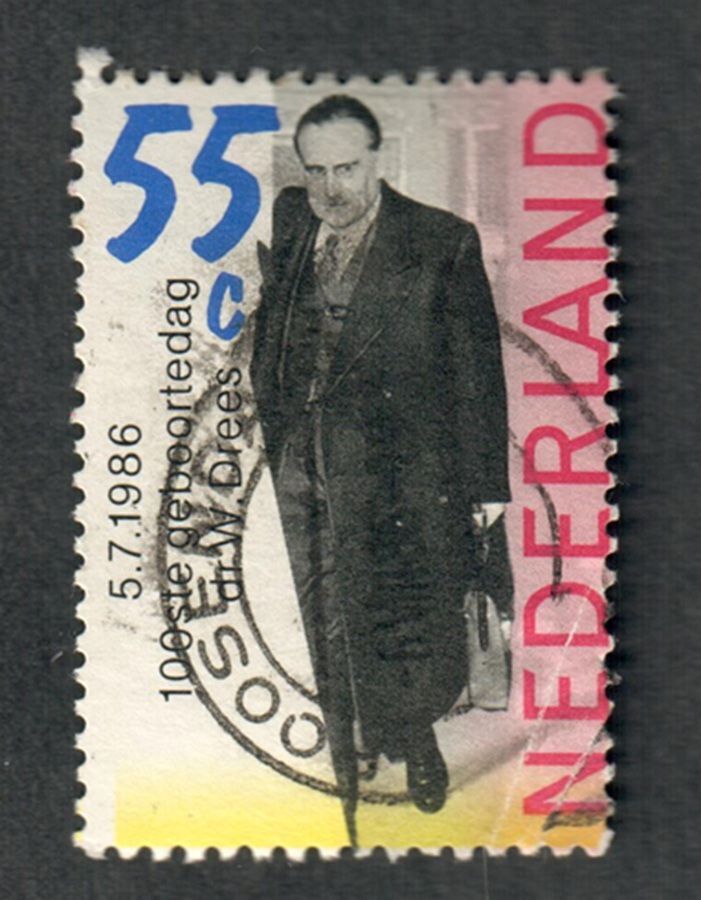 55
c
5.7.1986
100ste geboortedag
dr.W.Drees
NEDERLAND